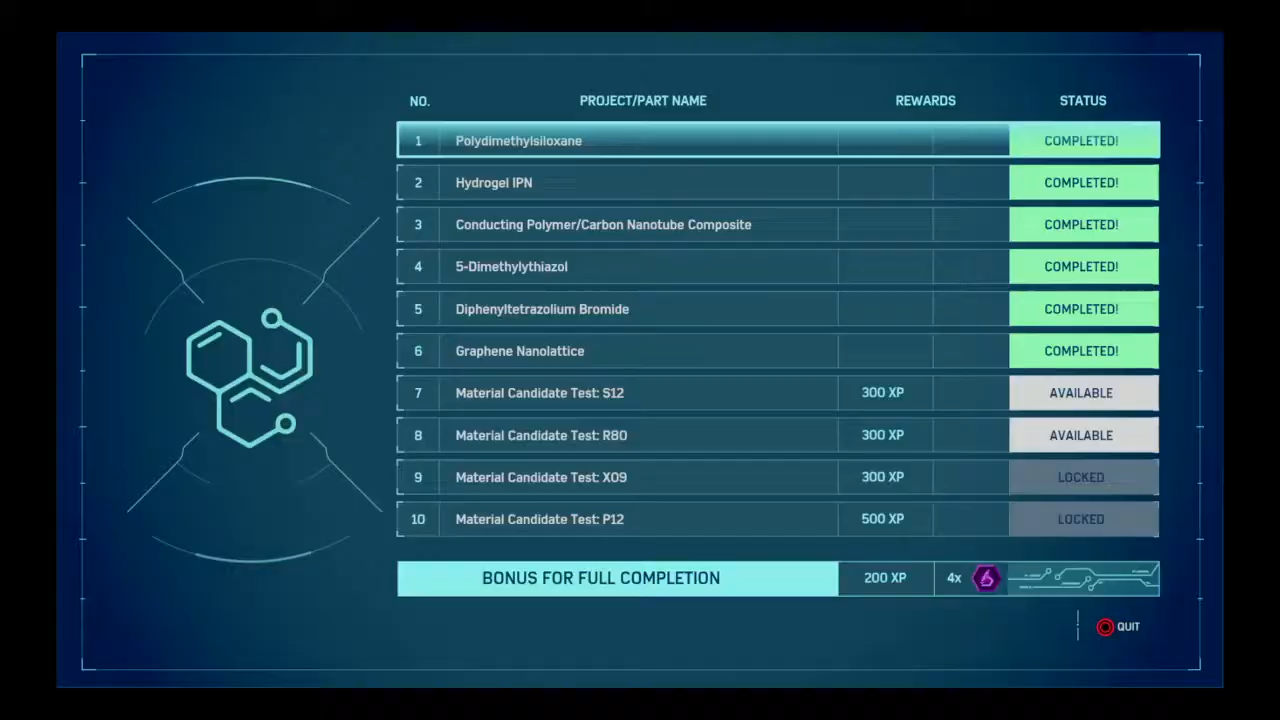 NO. PROJECT/PART NAME REWARDS STATUS
1 Polydimethylsiloxane COMPLETED!
2 Hydrogel IPN COMPLETED!
3 Conducting Polymer/Carbon Nanotube Composite COMPLETED!
4 5-Dimethylythiazol COMPLETED!
5 Diphenyltetrazolium Bromide COMPLETED!
6 Graphene Nanolattice COMPLETED!
7 Material Candidate Test: S12 300 XP AVAILABLE
8 Material Candidate Test: R80 300 XP AVAILABLE
9 Material Candidate Test: X09 300 XP LOCKED
10 Material Candidate Test: P12 500 XP LOCKED
BONUS FOR FULL COMPLETION 200 XP 4x
QUIT